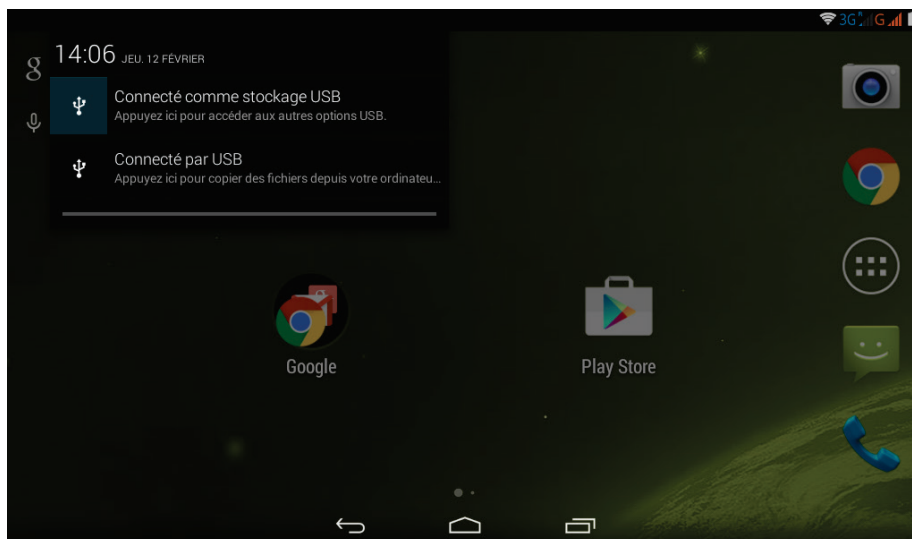 3G G
g
14:06 JEU. 12 FÉVRIER
Connecté comme stockage USB
Appuyez ici pour accéder aux autres options USB.
Connecté par USB
Appuyez ici pour copier des fichiers depuis votre ordinateu...
Google
Play Store